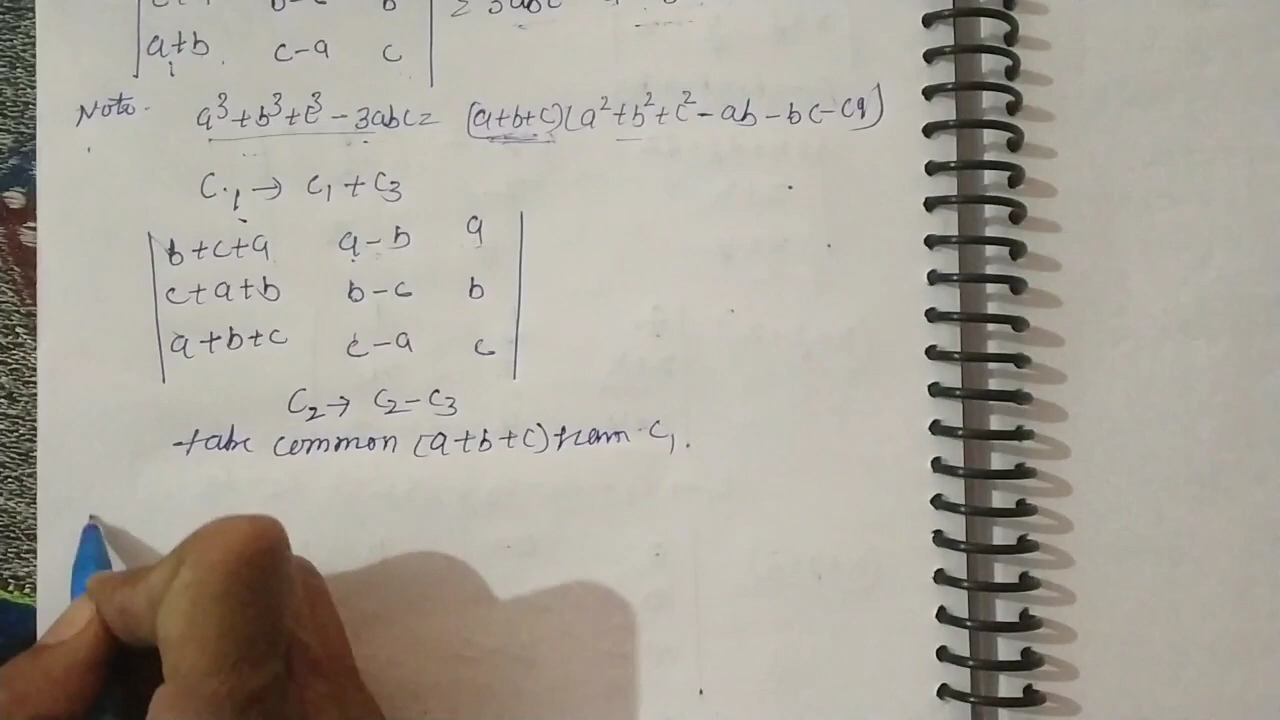 b-c b = 3abc
a+b c-a c
Note. a³+b³+c³-3abc= (a+b+c)(a²+b²+c²-ab-bc-ca)
C₁ → C₁+C₃
b+c+a a-b a
c+a+b b-c b
a+b+c c-a c
C₂→ C₂-C₃
take common (a+b+c) from C₁.